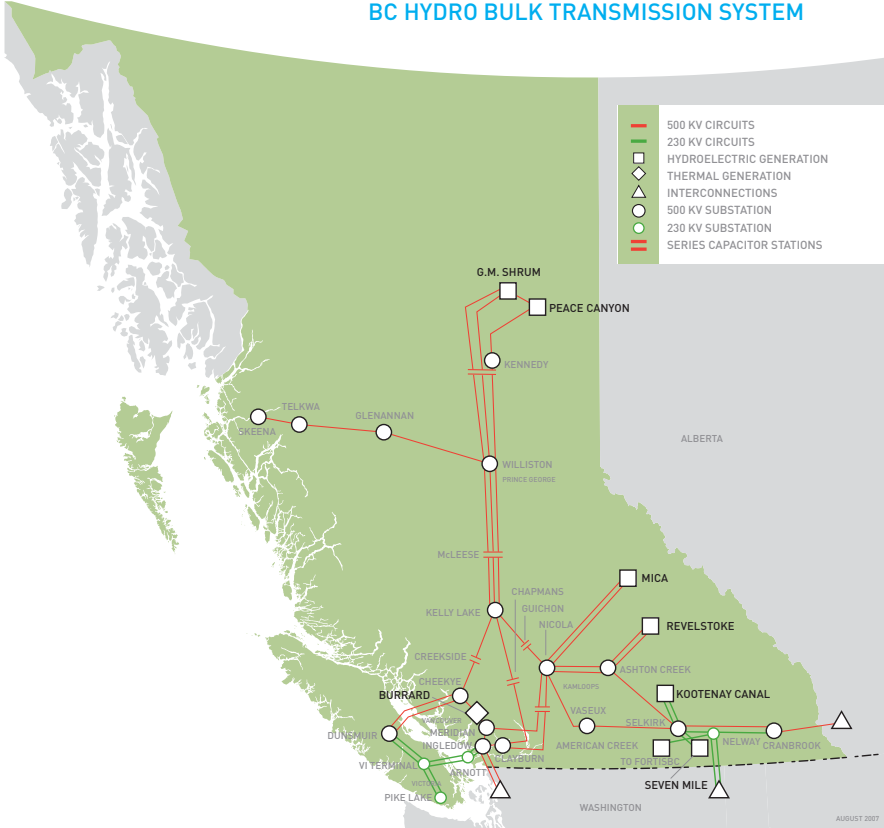 BC HYDRO BULK TRANSMISSION SYSTEM
500 KV CIRCUITS
230 KV CIRCUITS
HYDROELECTRIC GENERATION
THERMAL GENERATION
INTERCONNECTIONS
500 KV SUBSTATION
230 KV SUBSTATION
SERIES CAPACITOR STATIONS
G.M. SHRUM
PEACE CANYON
KENNEDY
TELKWA
SKEENA
GLENANNAN
ALBERTA
WILLISTON
PRINCE GEORGE
McLEESE
MICA
CHAPMANS
GUICHON
KELLY LAKE
NICOLA
REVELSTOKE
CREEKSIDE
ASHTON CREEK
CHEEKYE
KAMLOOPS
BURRARD
KOOTENAY CANAL
VASEUX
VANCOUVER
SELKIRK
MERIDIAN
DUNSMUIR
INGLEDOW
AMERICAN CREEK
NELWAY
CRANBROOK
CLAYBURN
TO FORTISBC
VI TERMINAL
ARNOTT
VICTORIA
SEVEN MILE
PIKE LAKE
WASHINGTON
AUGUST 2007